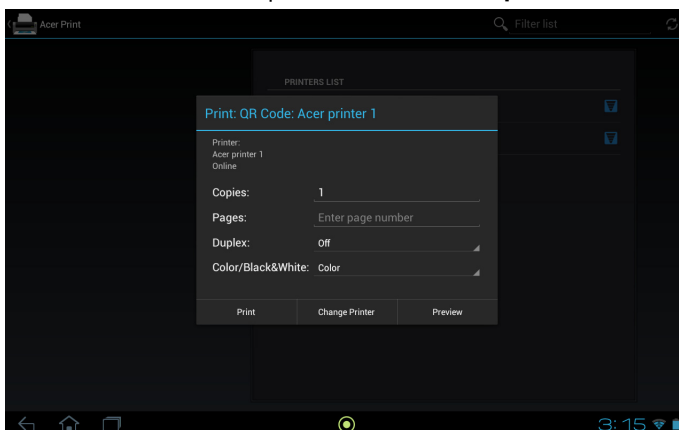 Acer Print
Filter list
PRINTERS LIST
Print: QR Code: Acer printer 1
Printer:
Acer printer 1
Online
Copies: 1
Pages: Enter page number
Duplex: Off
Color/Black&White: Color
Print Change Printer Preview
3:15